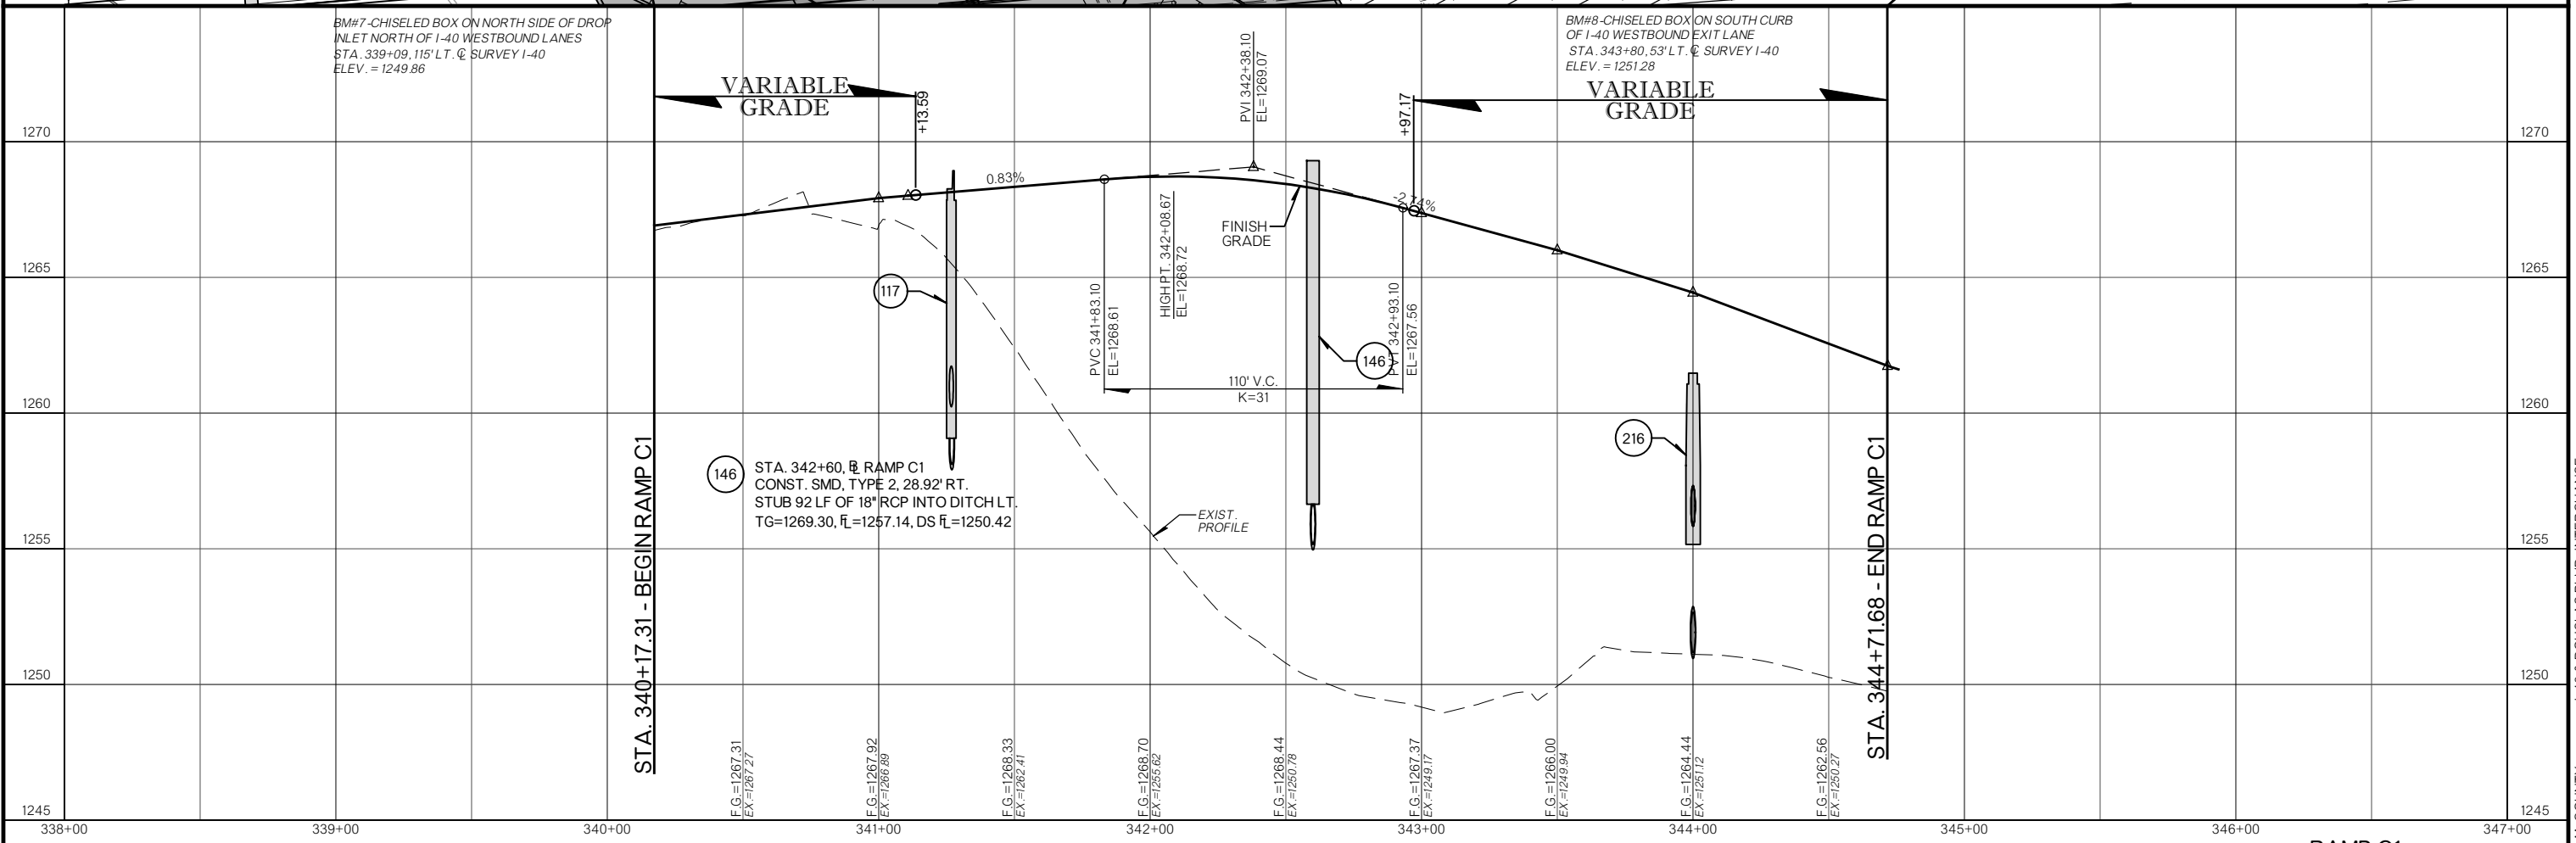 BM#7-CHISELED BOX ON NORTH SIDE OF DROP
INLET NORTH OF I-40 WESTBOUND LANES
STA. 339+09, 115' LT. ℄ SURVEY I-40
ELEV. = 1249.86
BM#8-CHISELED BOX ON SOUTH CURB
OF I-40 WESTBOUND EXIT LANE
STA. 343+80, 53' LT. ℄ SURVEY I-40
ELEV. = 1251.28
VARIABLE
GRADE
+13.59
PVI 342+38.10
EL=1269.07
+97.17
VARIABLE
GRADE
1270
1270
0.83%
-2.14%
HIGH PT. 342+08.67
EL=1268.72
FINISH
GRADE
1265
1265
117
PVC 341+83.10
EL=1268.61
PVT 342+93.10
EL=1267.56
146
110' V.C.
K=31
1260
1260
216
STA. 340+17.31 - BEGIN RAMP C1
STA. 344+71.68 - END RAMP C1
146
STA. 342+60, BL RAMP C1
CONST. SMD, TYPE 2, 28.92' RT.
STUB 92 LF OF 18" RCP INTO DITCH LT.
TG=1269.30, FL=1257.14, DS FL=1250.42
EXIST.
PROFILE
1255
1255
1250
1250
F.G.=1267.31
EX.=1267.27
F.G.=1267.92
EX.=1266.89
F.G.=1268.33
EX.=1262.41
F.G.=1268.70
EX.=1255.62
F.G.=1268.44
EX.=1250.78
F.G.=1267.37
EX.=1249.17
F.G.=1266.00
EX.=1249.94
F.G.=1264.44
EX.=1251.12
F.G.=1262.56
EX.=1250.27
1245
1245
338+00
339+00
340+00
341+00
342+00
343+00
344+00
345+00
346+00
347+00
RAMP C1